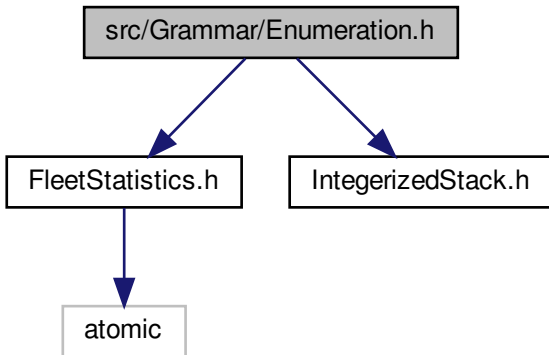 src/Grammar/Enumeration.h
FleetStatistics.h
IntegerizedStack.h
atomic